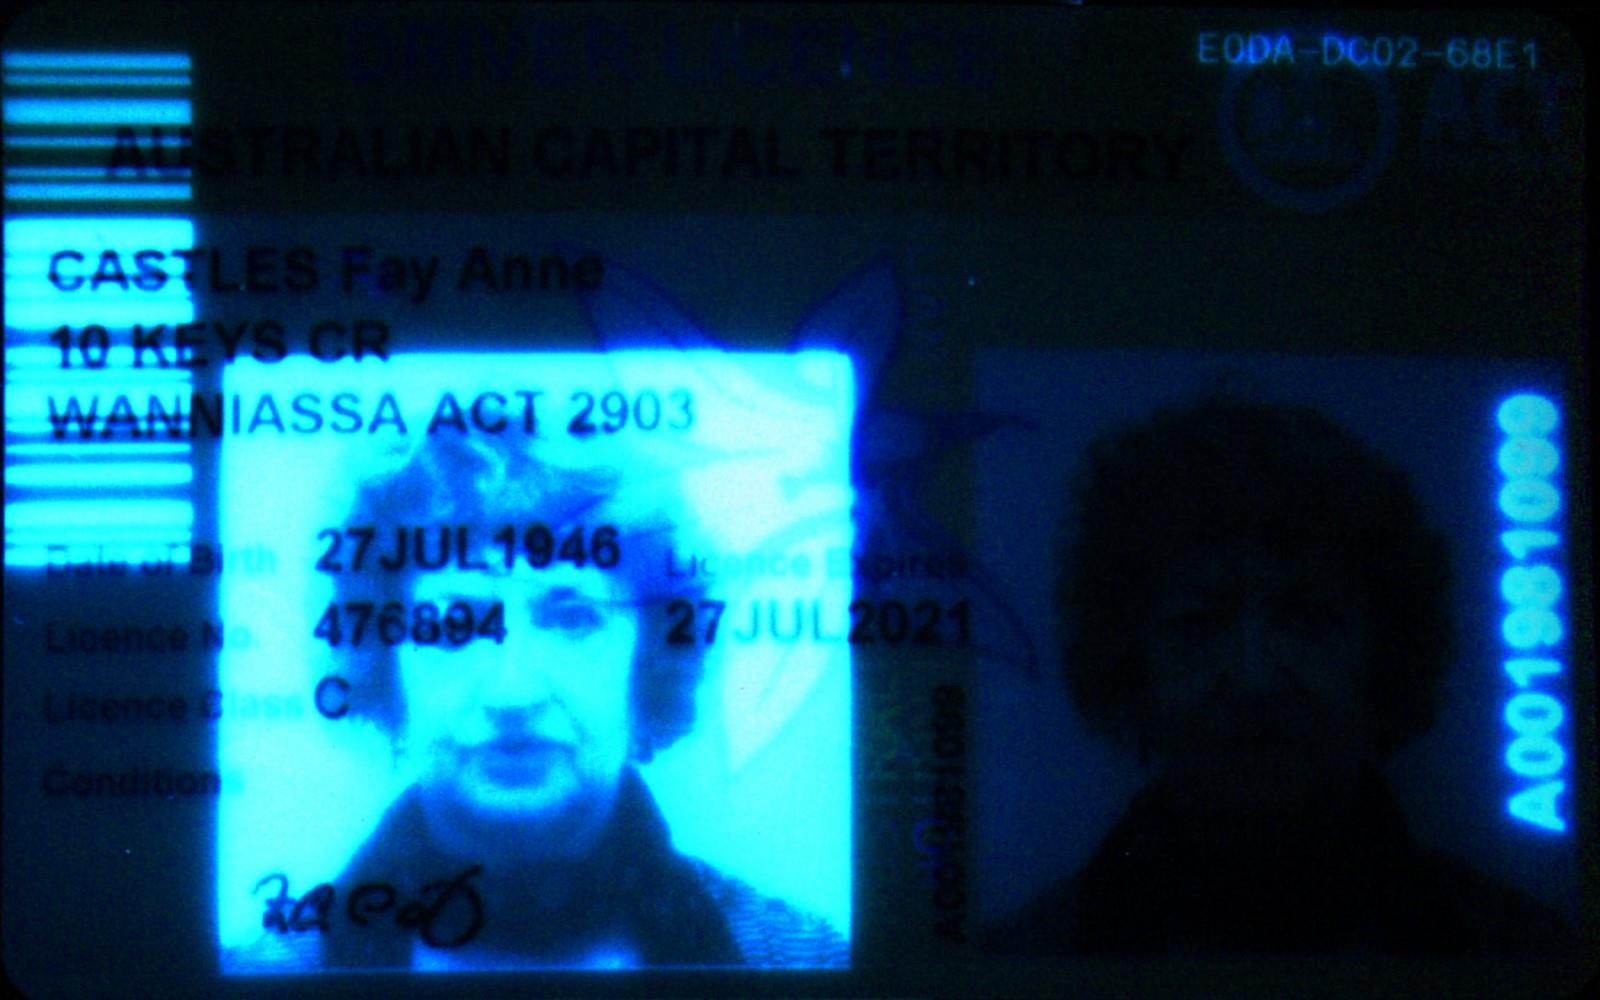 DRIVER LICENCE
E0DA-DC02-68E1
ACT
AUSTRALIAN CAPITAL TERRITORY
CASTLES Fay Anne
10 KEYS CR
WANNIASSA ACT 2903
Date of Birth 27JUL1946 Licence Expires
Licence No. 476894 27JUL2021
Licence Class C
Conditions
A001981099
A001981099